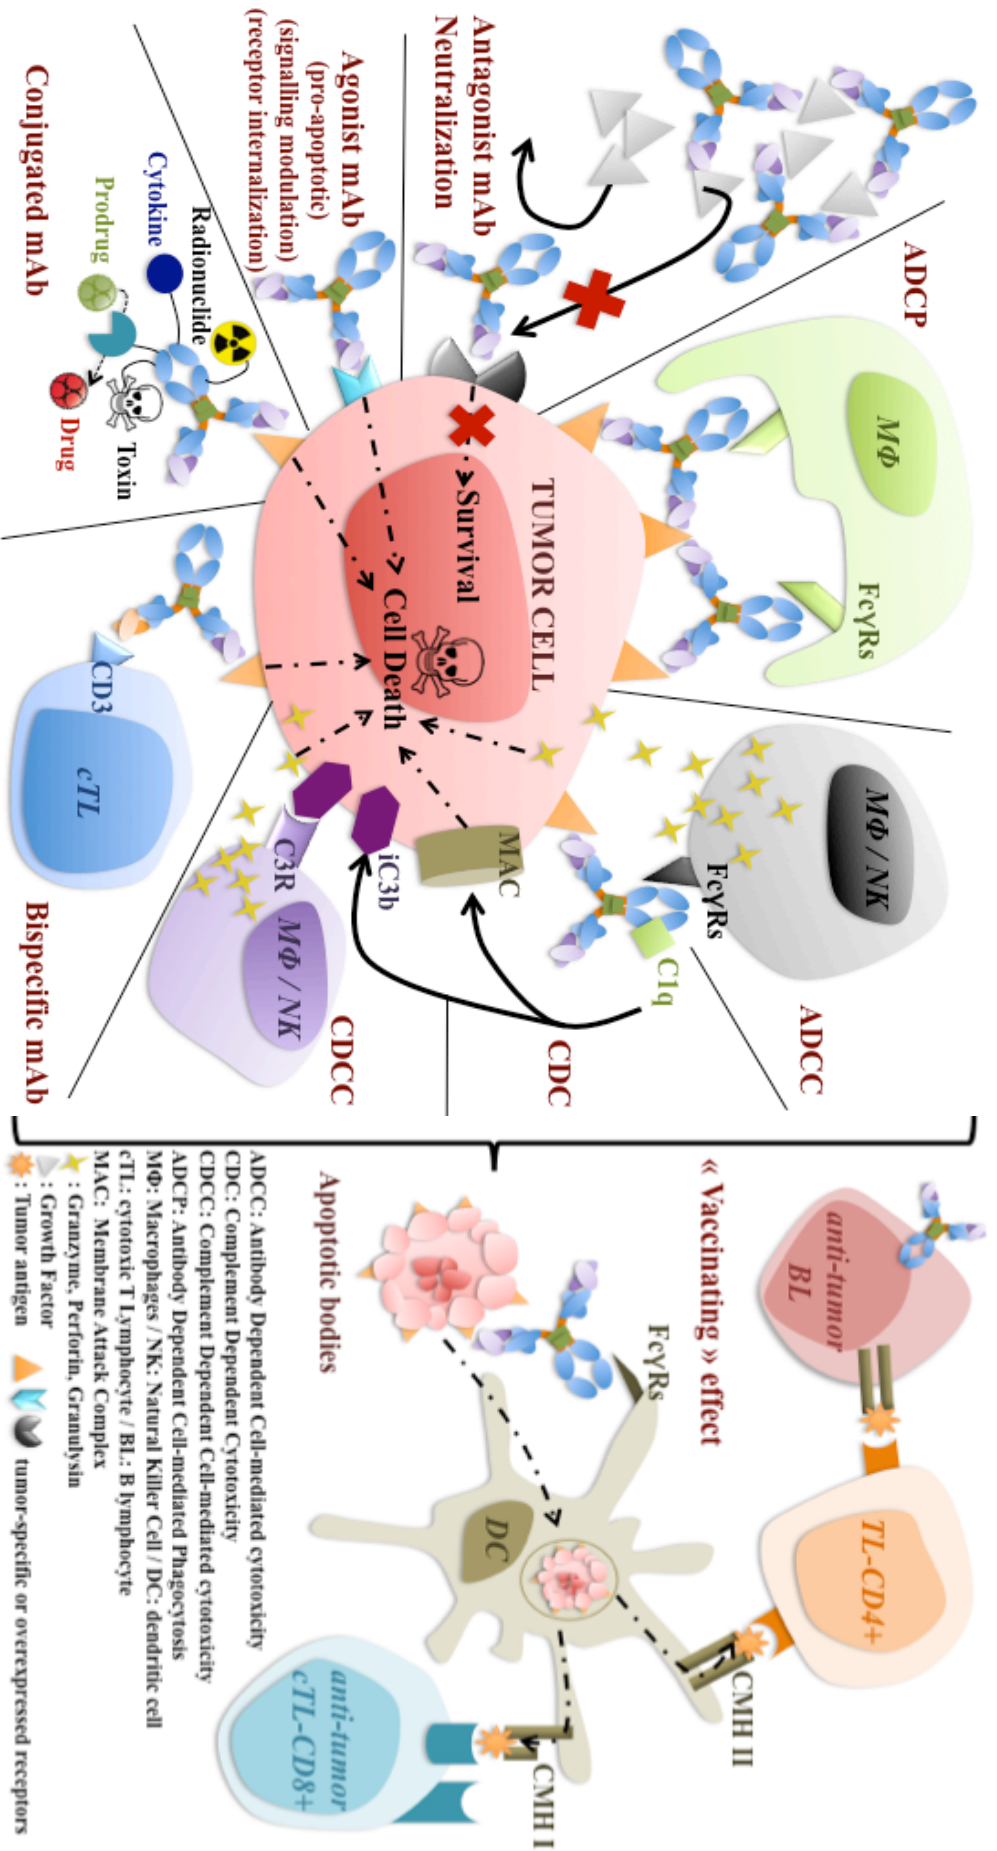 Antagonist mAb
Neutralization
ADCP
MΦ
FcγRs
MΦ / NK
FcγRs
ADCC
Agonist mAb
(pro-apoptotic)
(signalling modulation)
(receptor internalization)
TUMOR CELL
Survival
Cell Death
MAC
C1q
CDC
iC3b
C3R
MΦ / NK
CDCC
Conjugated mAb
Radionuclide
Cytokine
Prodrug
Toxin
Drug
CD3
cTL
Bispecific mAb
« Vaccinating » effect
anti-tumor
BL
TL-CD4+
FcγRs
CMH II
Apoptotic bodies
DC
CMH I
anti-tumor
cTL-CD8+
ADCC: Antibody Dependent Cell-mediated cytotoxicity
CDC: Complement Dependent Cytotoxicity
CDCC: Complement Dependent Cell-mediated cytotoxicity
ADCP: Antibody Dependent Cell-mediated Phagocytosis
MΦ: Macrophages / NK: Natural Killer Cell / DC: dendritic cell
cTL: cytotoxic T Lymphocyte / BL: B lymphocyte
MAC: Membrane Attack Complex
: Granzyme, Perforin, Granulysin
: Growth Factor
: Tumor antigen
tumor-specific or overexpressed receptors